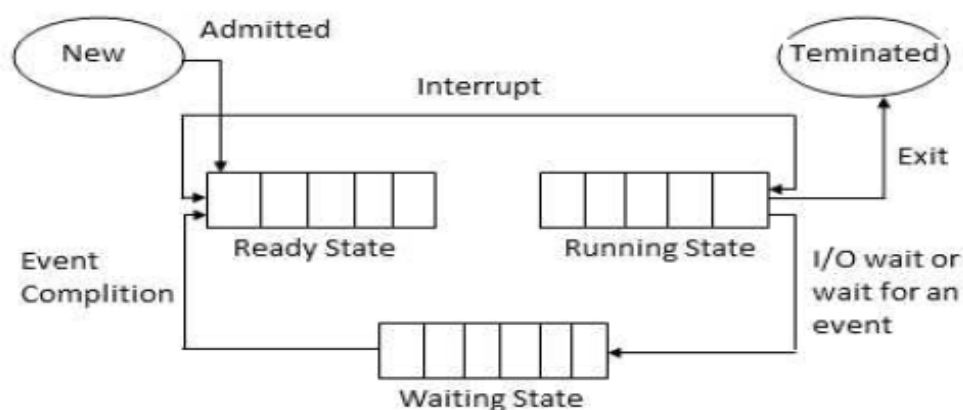 New
Admitted
Teminated
Interrupt
Exit
Ready State
Running State
Event
Complition
I/O wait or
wait for an
event
Waiting State